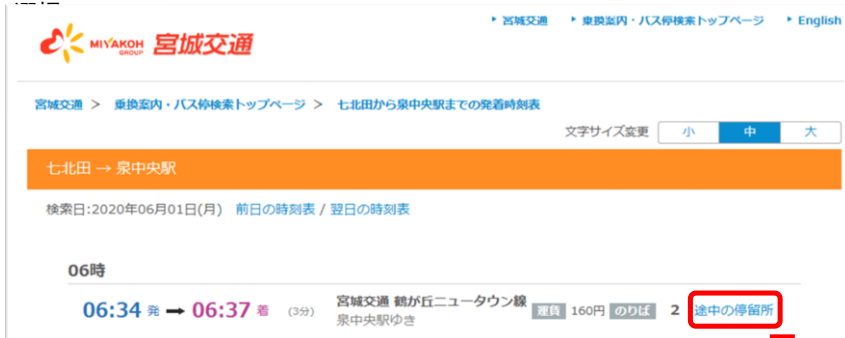 ‣ 宮城交通 ‣ 乗換案内・バス停検索トップページ ‣ English
MIYAKOH GROUP 宮城交通
宮城交通 > 乗換案内・バス停検索トップページ > 七北田から泉中央駅までの発着時刻表
文字サイズ変更 小 中 大
七北田 → 泉中央駅
検索日:2020年06月01日(月) 前日の時刻表 / 翌日の時刻表
06時
06:34 発 ➡ 06:37 着 (3分) 宮城交通 鶴が丘ニュータウン線 運賃 160円 のりば 2 途中の停留所
泉中央駅ゆき